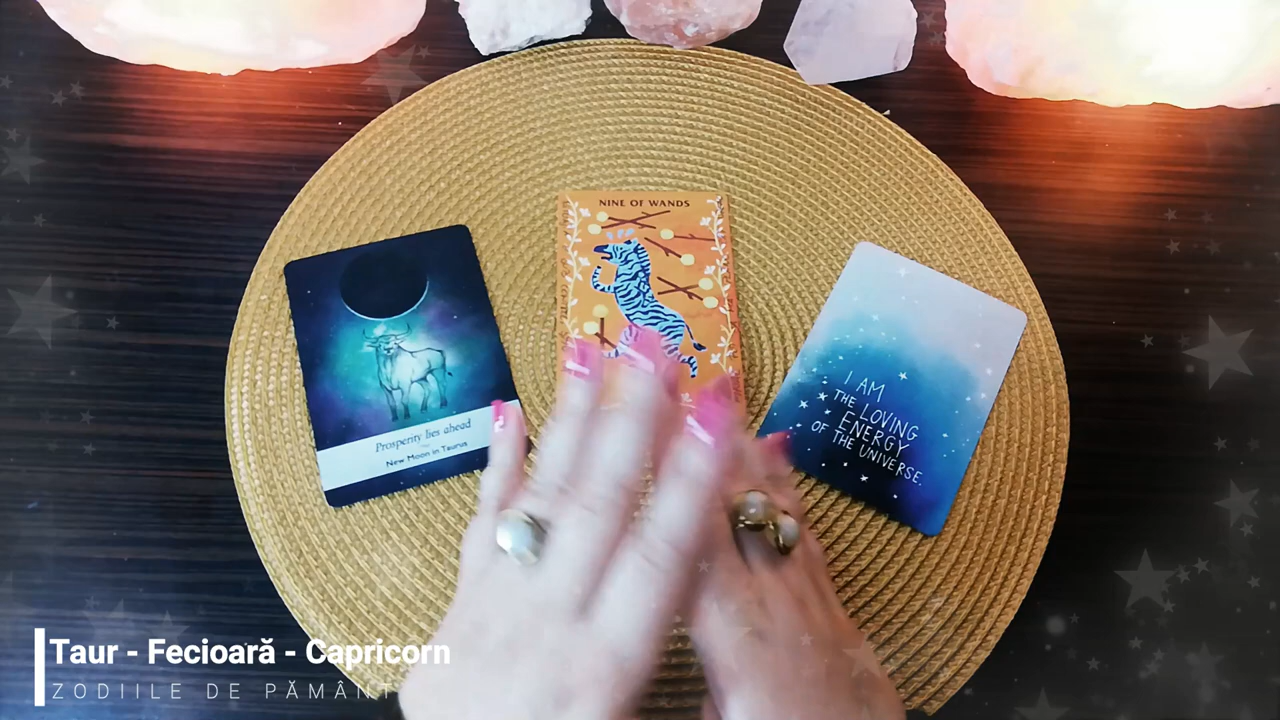 NINE OF WANDS
Prosperity lies ahead
New Moon in Taurus
I AM
THE LOVING
ENERGY
OF THE UNIVERSE.
Taur - Fecioară - Capricorn
ZODIILE DE PĂMÂNT